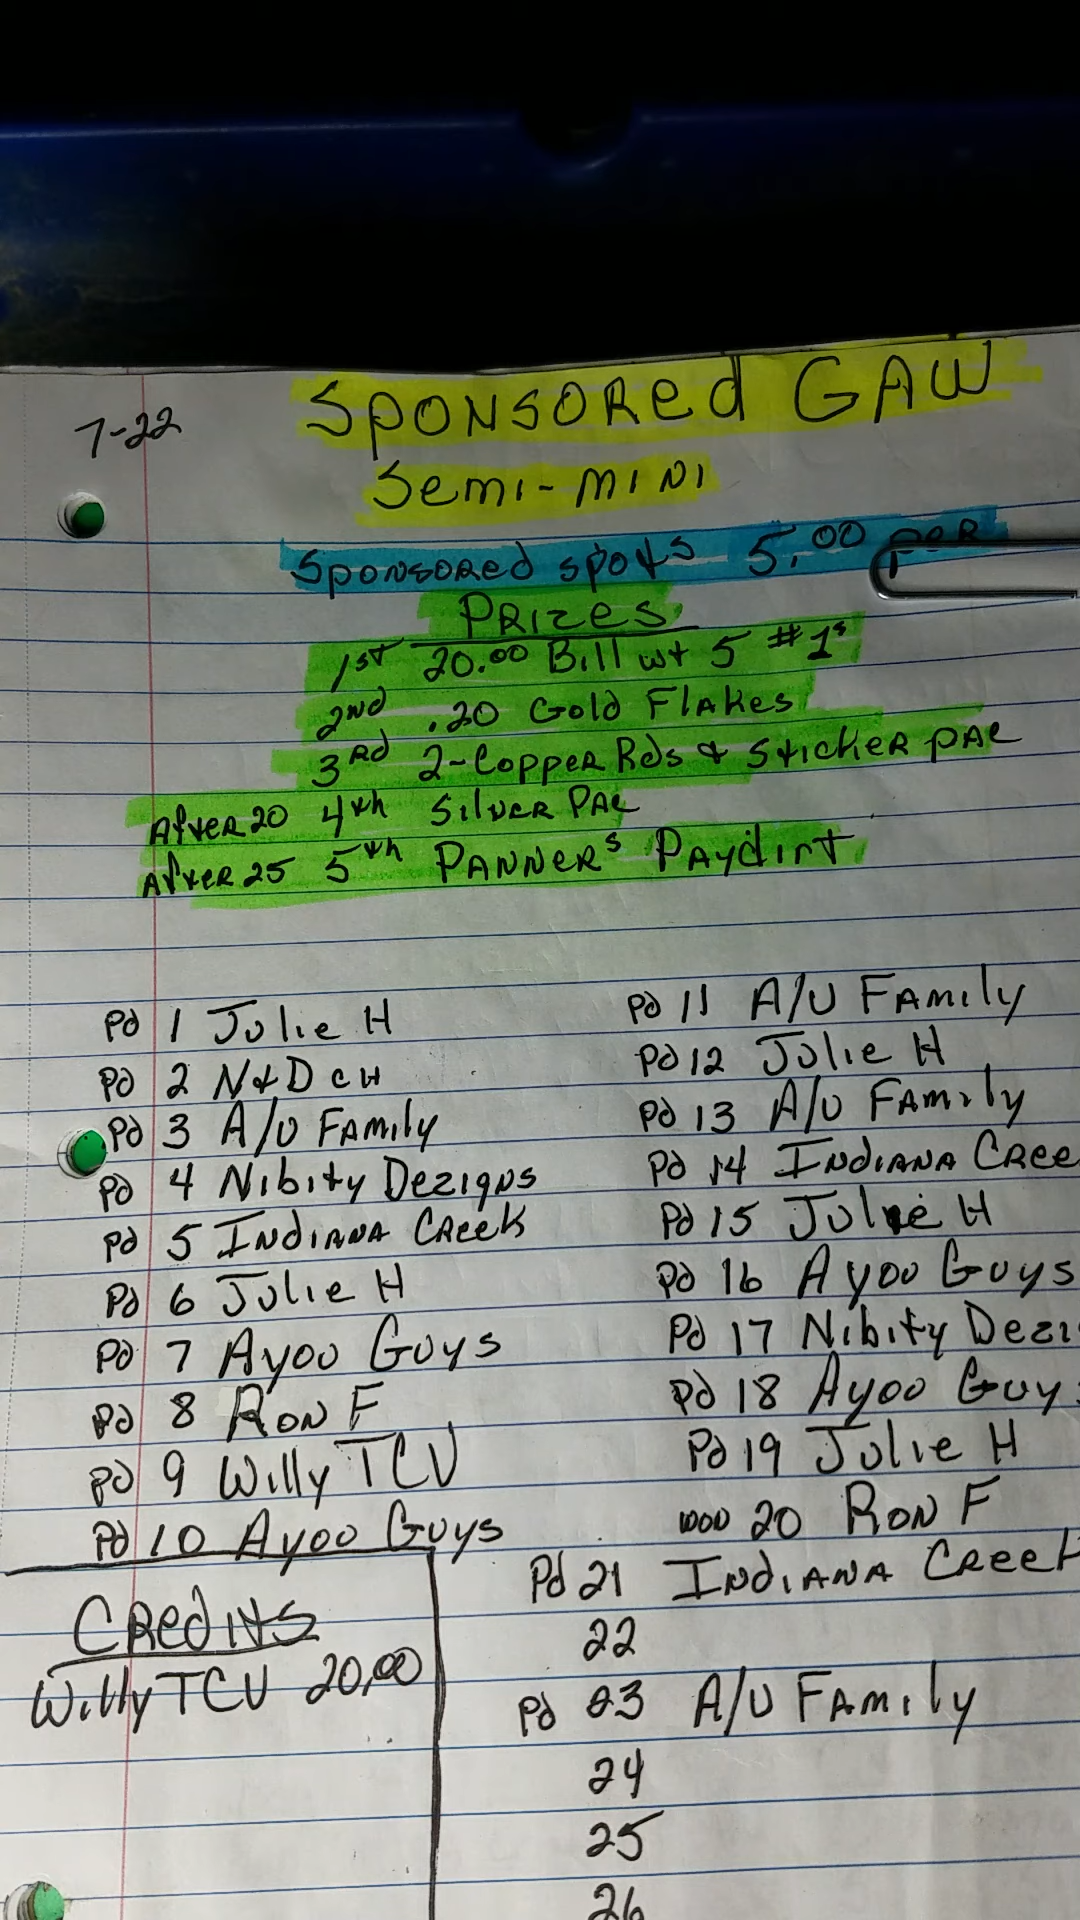 7-22
Sponsored GAW
Semi-mini
Sponsored spots 5.00 per
Prizes
1st 20.00 Bill wt 5 #1s
2nd .20 Gold Flakes
3rd 2-Copper Rds & Sticker pac
After 20 4th Silver Pac
After 25 5th Panners Paydirt
Pd 1 Julie H
Pd 2 N&D CH
Pd 3 A/U Family
Pd 4 Nibity Dezigns
Pd 5 Indiana Creek
Pd 6 Julie H
Pd 7 Ayoo Guys
Pd 8 Ron F
Pd 9 Willy TCV
Pd 10 Ayoo Guys
Pd 11 A/U Family
Pd 12 Julie H
Pd 13 A/U Family
Pd 14 Indiana Cree
Pd 15 Julie H
Pd 16 Ayoo Guys
Pd 17 Nibity Dezi
Pd 18 Ayoo Guy
Pd 19 Julie H
20 Ron F
Pd 21 Indiana Creek
22
Pd 23 A/U Family
24
25
26
Credits
Willy TCV 20.00